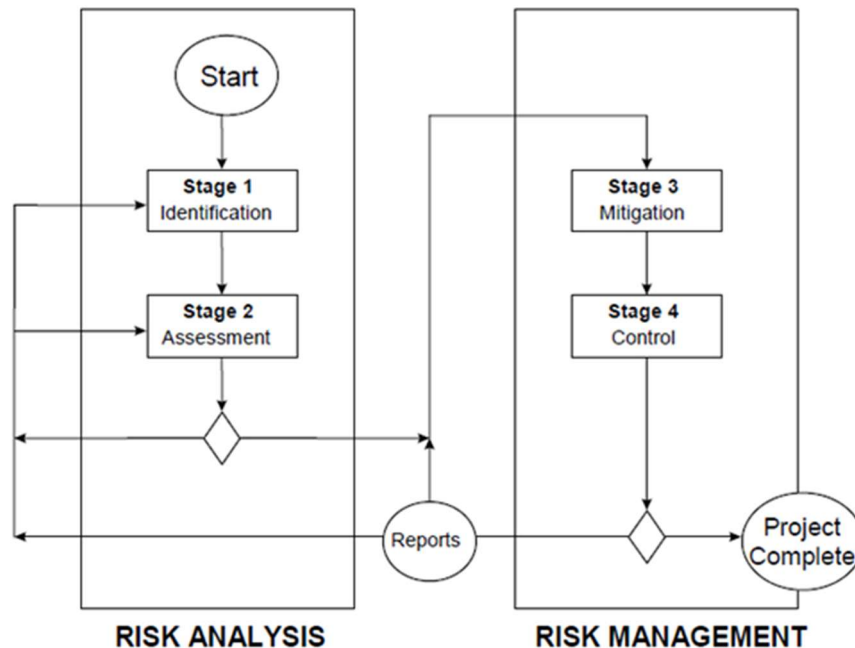 Start
Stage 1
Identification
Stage 2
Assessment
Stage 3
Mitigation
Stage 4
Control
Reports
Project
Complete
RISK ANALYSIS
RISK MANAGEMENT